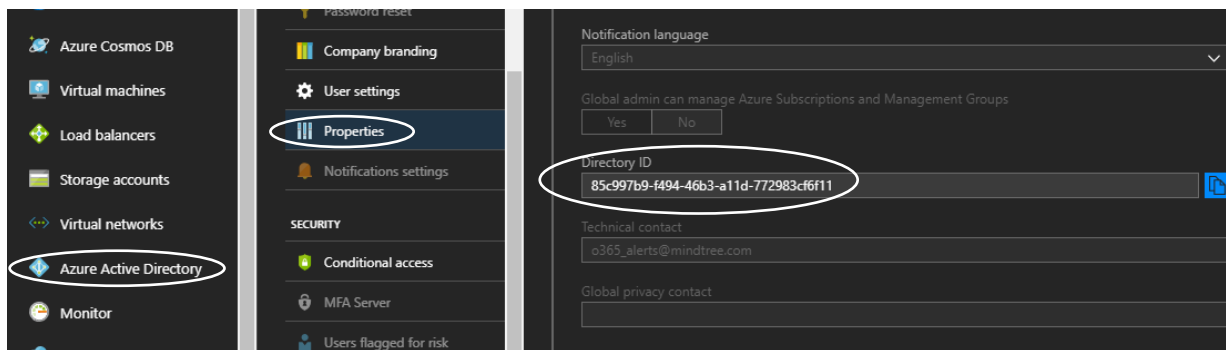 Azure Cosmos DB
Virtual machines
Load balancers
Storage accounts
Virtual networks
Azure Active Directory
Monitor
Password reset
Company branding
User settings
Properties
Notifications settings
SECURITY
Conditional access
MFA Server
Users flagged for risk
Notification language
English
Global admin can manage Azure Subscriptions and Management Groups
Yes No
Directory ID
85c997b9-f494-46b3-a11d-772983cf6f11
Technical contact
o365_alerts@mindtree.com
Global privacy contact